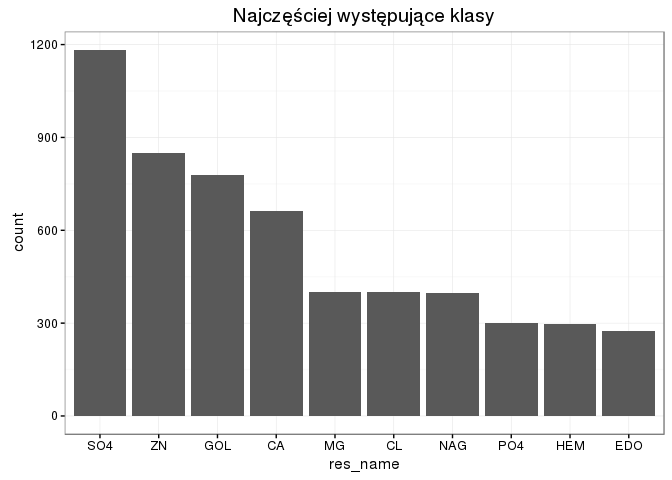 Najczęściej występujące klasy
1200
900
600
300
0
count
SO4 ZN GOL CA MG CL NAG PO4 HEM EDO
res_name